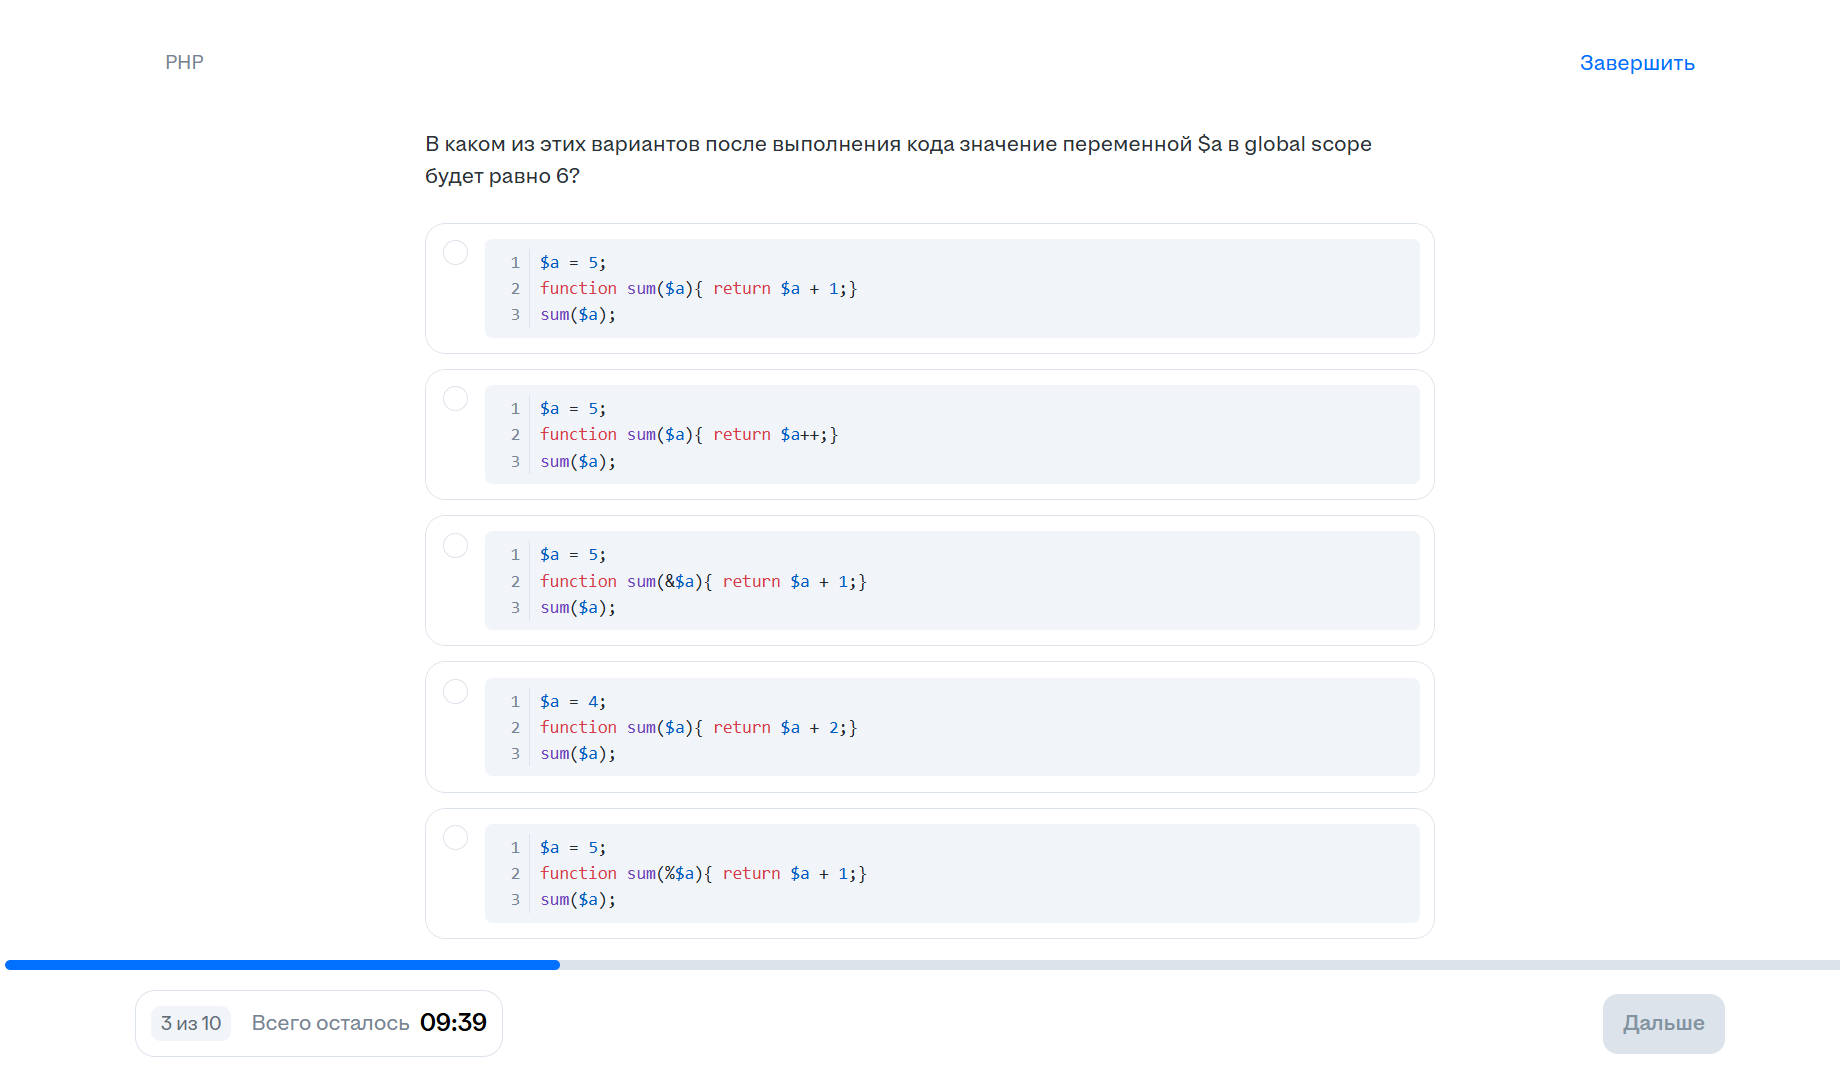 PHP
Завершить
В каком из этих вариантов после выполнения кода значение переменной $a в global scope
будет равно 6?
1 $a = 5;
2 function sum($a){ return $a + 1;}
3 sum($a);
1 $a = 5;
2 function sum($a){ return $a++;}
3 sum($a);
1 $a = 5;
2 function sum(&$a){ return $a + 1;}
3 sum($a);
1 $a = 4;
2 function sum($a){ return $a + 2;}
3 sum($a);
1 $a = 5;
2 function sum(%$a){ return $a + 1;}
3 sum($a);
3 из 10 Всего осталось 09:39
Дальше